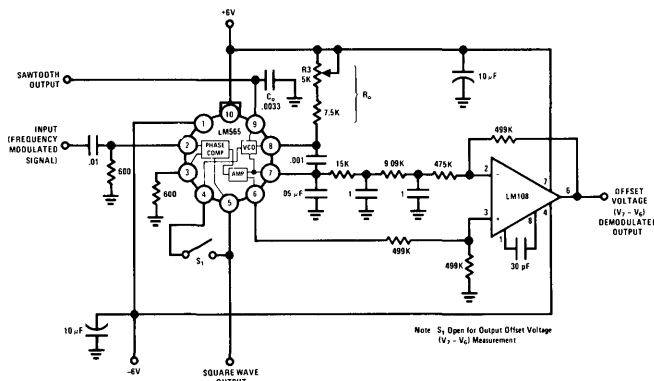 +6V
SAWTOOTH
OUTPUT
R3
5K
Ro
10 μF
Co
.0033
7.5K
10
1
9
LM565
INPUT
(FREQUENCY
MODULATED
SIGNAL)
.01
2
PHASE
COMP
VCO
8
499K
.001
15K
9 09K
475K
600
3
AMP
7
2
-
7
LM108
6
OFFSET
VOLTAGE
(V7 – V6)
DEMODULATED
OUTPUT
600
4
5
6
05 μF
1
1
3
+
4
1
8
S1
499K
499K
30 pF
10 μF
Note S1 Open for Output Offset Voltage
(V7 – V6) Measurement
-6V
SQUARE WAVE
OUTPUT